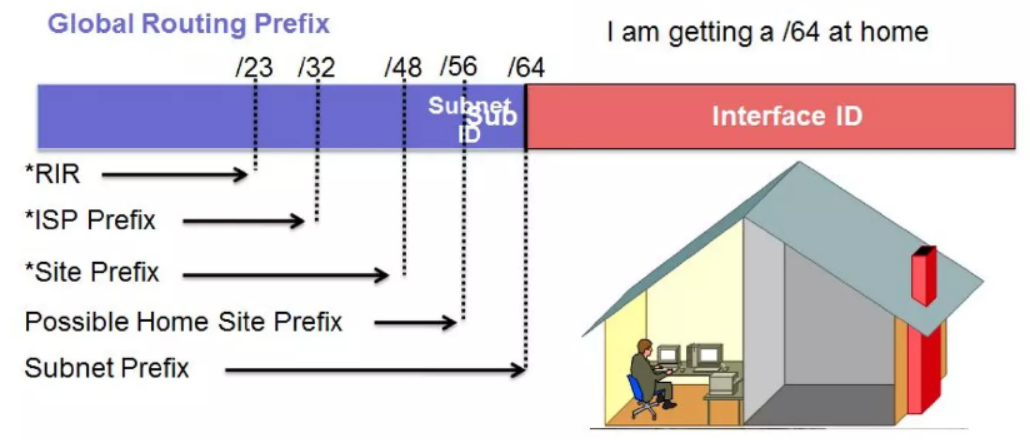 Global Routing Prefix
I am getting a /64 at home
/23 /32 /48 /56 /64
Subnet
ID
Sub
Interface ID
*RIR
*ISP Prefix
*Site Prefix
Possible Home Site Prefix
Subnet Prefix